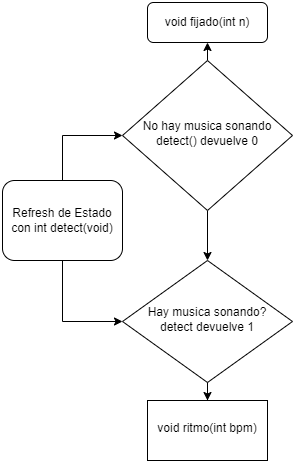 void fijado(int n)
No hay musica sonando
detect() devuelve 0
Refresh de Estado
con int detect(void)
Hay musica sonando?
detect devuelve 1
void ritmo(int bpm)